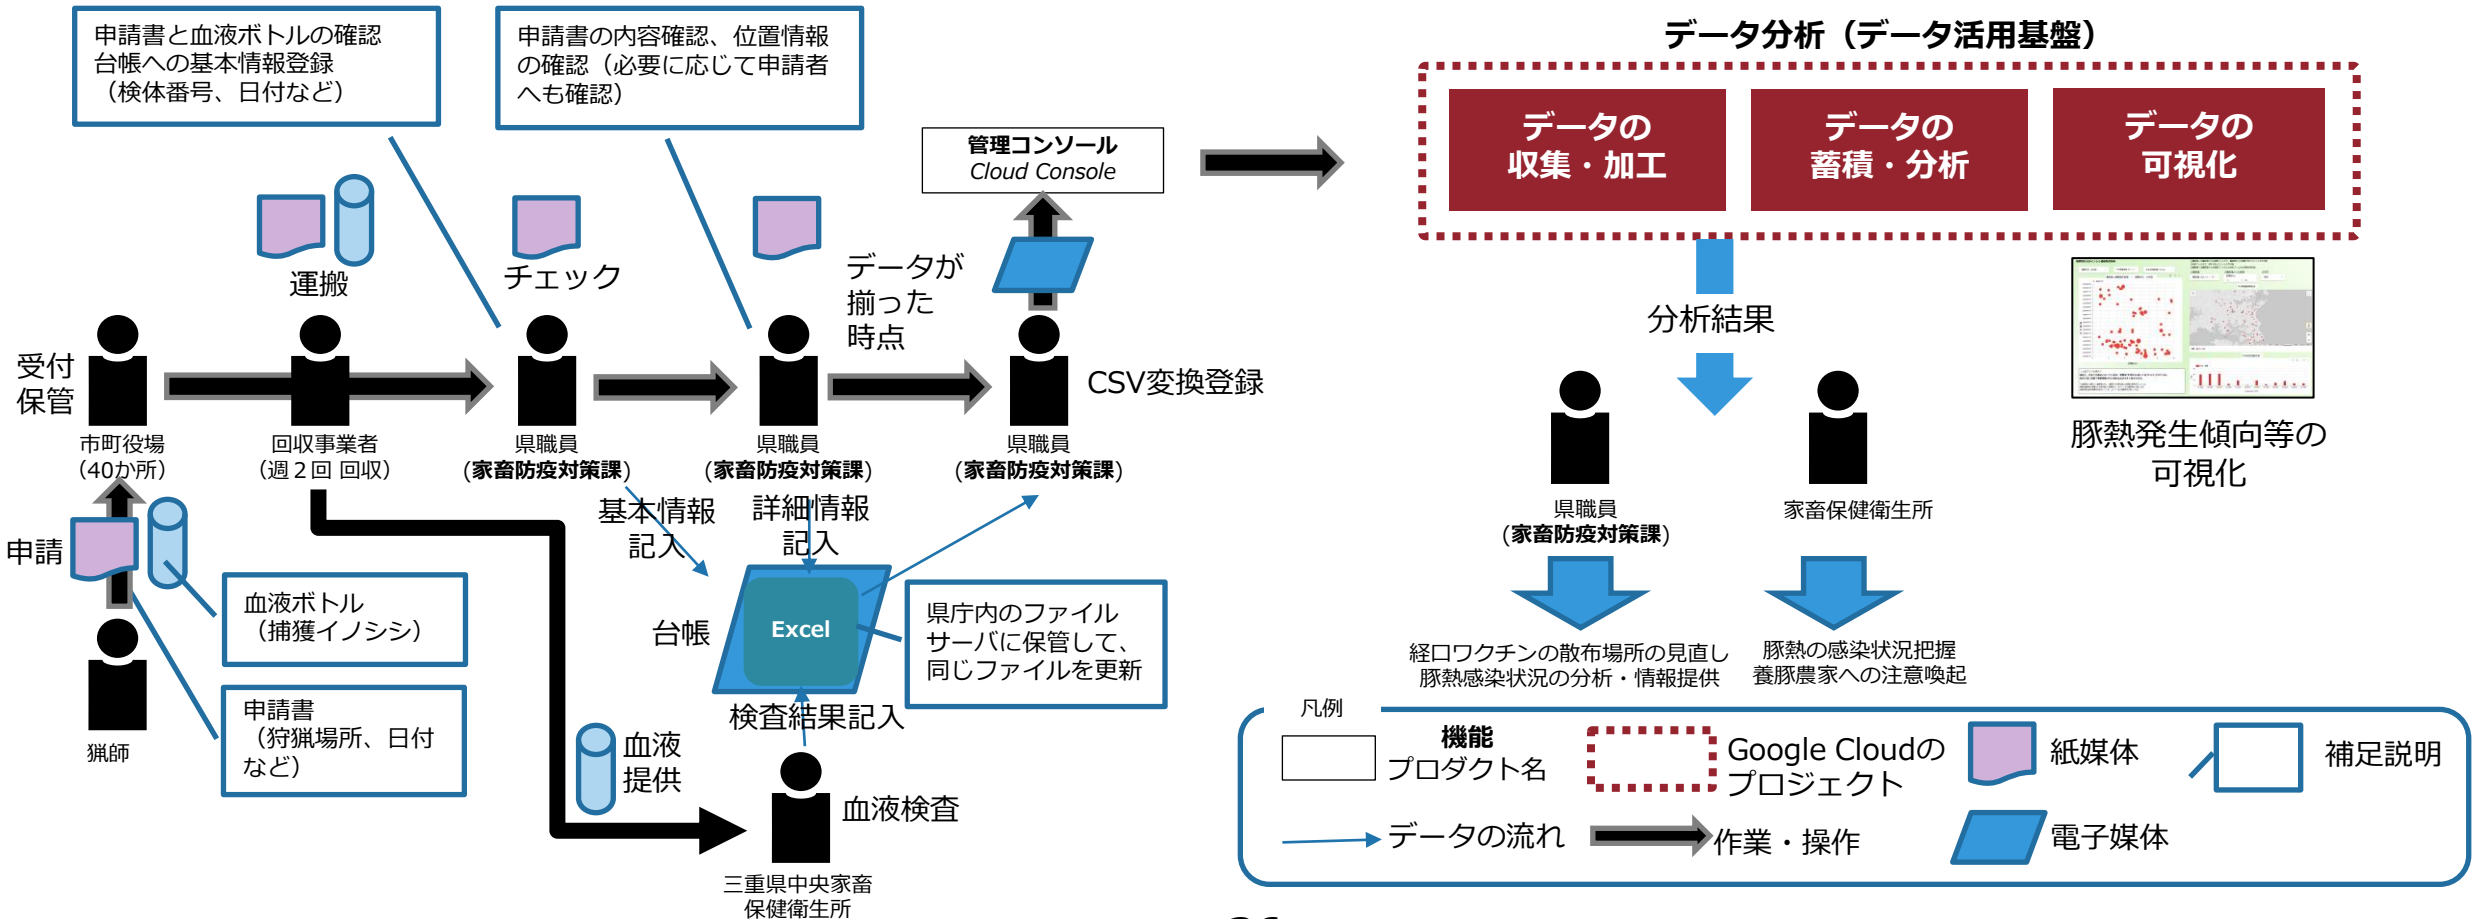 申請書と血液ボトルの確認
台帳への基本情報登録
（検体番号、日付など）
申請書の内容確認、位置情報
の確認（必要に応じて申請者
へも確認）
管理コンソール
Cloud Console
データ分析（データ活用基盤）
データの
収集・加工
データの
蓄積・分析
データの
可視化
運搬
チェック
データが
揃った
時点
受付
保管
CSV変換登録
市町役場
（40か所）
回収事業者
（週２回 回収）
県職員
(家畜防疫対策課)
県職員
(家畜防疫対策課)
県職員
(家畜防疫対策課)
分析結果
豚熱発生傾向等の
可視化
県職員
(家畜防疫対策課)
家畜保健衛生所
経口ワクチンの散布場所の見直し
豚熱感染状況の分析・情報提供
豚熱の感染状況把握
養豚農家への注意喚起
申請
基本情報
記入
詳細情報
記入
血液ボトル
（捕獲イノシシ）
申請書
（狩猟場所、日付
など）
猟師
台帳
Excel
県庁内のファイル
サーバに保管して、
同じファイルを更新
検査結果記入
血液
提供
血液検査
三重県中央家畜
保健衛生所
凡例
機能
プロダクト名
Google Cloudの
プロジェクト
紙媒体
補足説明
データの流れ
作業・操作
電子媒体